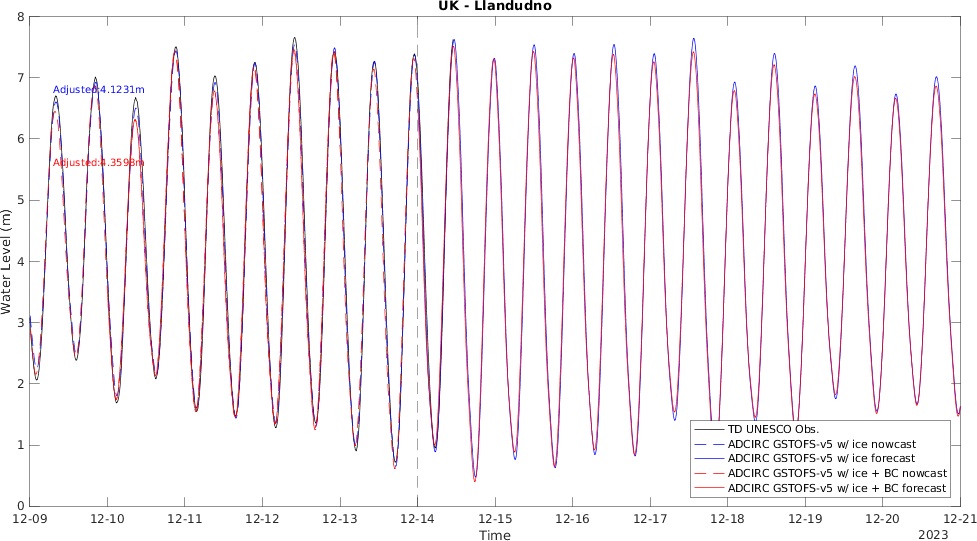 UK - Llandudno
Water Level (m)
8
7
6
5
4
3
2
1
0
Adjusted:4.1231m
Adjusted:4.3598m
TD UNESCO Obs.
ADCIRC GSTOFS-v5 w/ ice nowcast
ADCIRC GSTOFS-v5 w/ ice forecast
ADCIRC GSTOFS-v5 w/ ice + BC nowcast
ADCIRC GSTOFS-v5 w/ ice + BC forecast
12-09 12-10 12-11 12-12 12-13 12-14 12-15 12-16 12-17 12-18 12-19 12-20 12-21
Time
2023